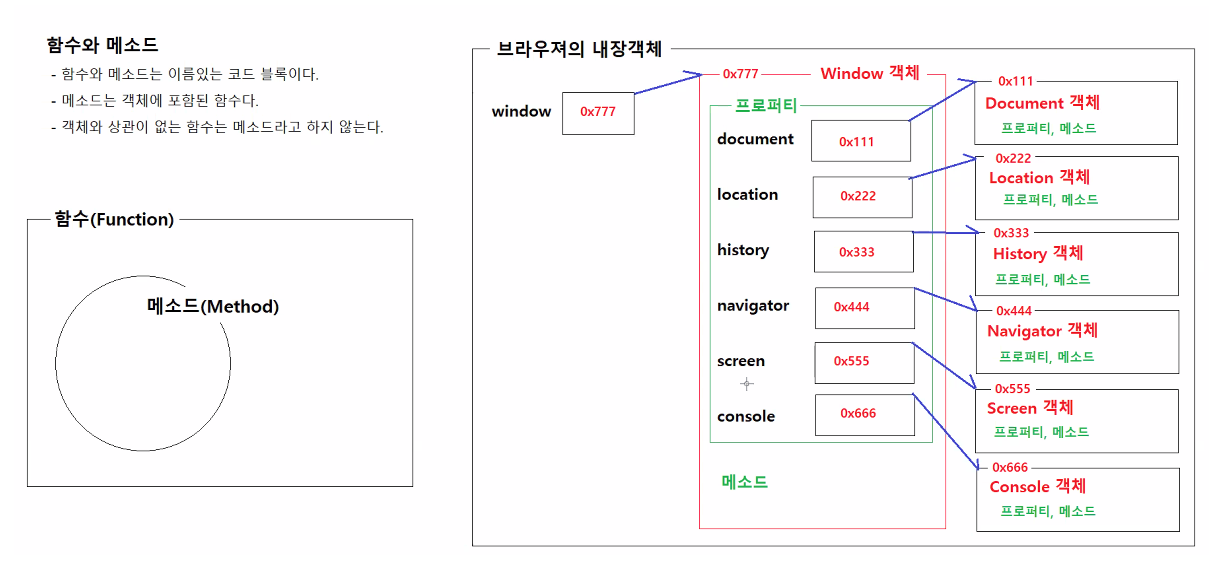 함수와 메소드
- 함수와 메소드는 이름있는 코드 블록이다.
- 메소드는 객체에 포함된 함수다.
- 객체와 상관이 없는 함수는 메소드라고 하지 않는다.
함수(Function)
메소드(Method)
브라우져의 내장객체
window
0x777
0x777
Window 객체
프로퍼티
document
0x111
location
0x222
history
0x333
navigator
0x444
screen
0x555
console
0x666
메소드
0x111
Document 객체
프로퍼티, 메소드
0x222
Location 객체
프로퍼티, 메소드
0x333
History 객체
프로퍼티, 메소드
0x444
Navigator 객체
프로퍼티, 메소드
0x555
Screen 객체
프로퍼티, 메소드
0x666
Console 객체
프로퍼티, 메소드